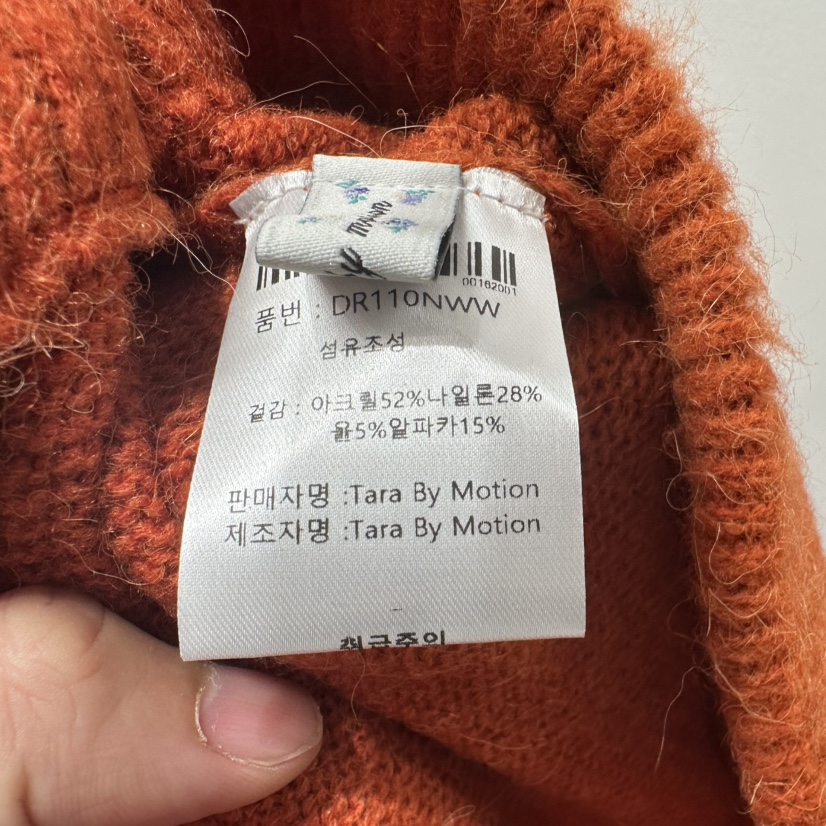 00162001
품번 : DR110NWW
섬유조성
겉감 : 아크릴52%나일론28%
울5%알파카15%
판매자명 :Tara By Motion
제조자명 :Tara By Motion
취급주의